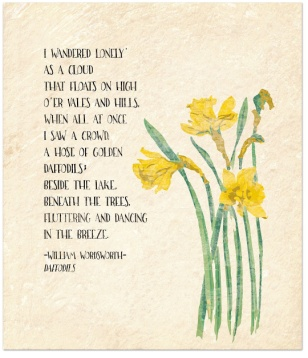 I WANDERED LONELY
AS A CLOUD
THAT FLOATS ON HIGH
O'ER VALES AND HILLS,
WHEN ALL AT ONCE
I SAW A CROWD,
A HOSE OF GOLDEN
DAFFODILS;
BESIDE THE LAKE,
BENEATH THE TREES,
FLUTTERING AND DANCING
IN THE BREEZE.
-WILLIAM WORDSWORTH-
DAFFODILS